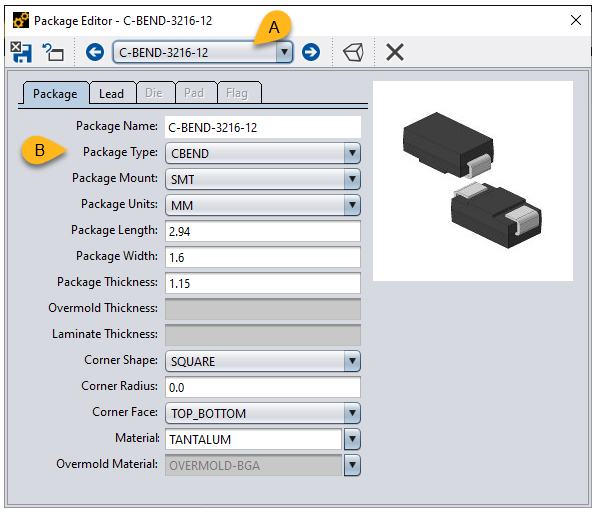 Package Editor - C-BEND-3216-12
A
C-BEND-3216-12
Package Lead Die Pad Flag
Package Name: C-BEND-3216-12
B
Package Type: CBEND
Package Mount: SMT
Package Units: MM
Package Length: 2.94
Package Width: 1.6
Package Thickness: 1.15
Overmold Thickness:
Laminate Thickness:
Corner Shape: SQUARE
Corner Radius: 0.0
Corner Face: TOP_BOTTOM
Material: TANTALUM
Overmold Material: OVERMOLD-BGA